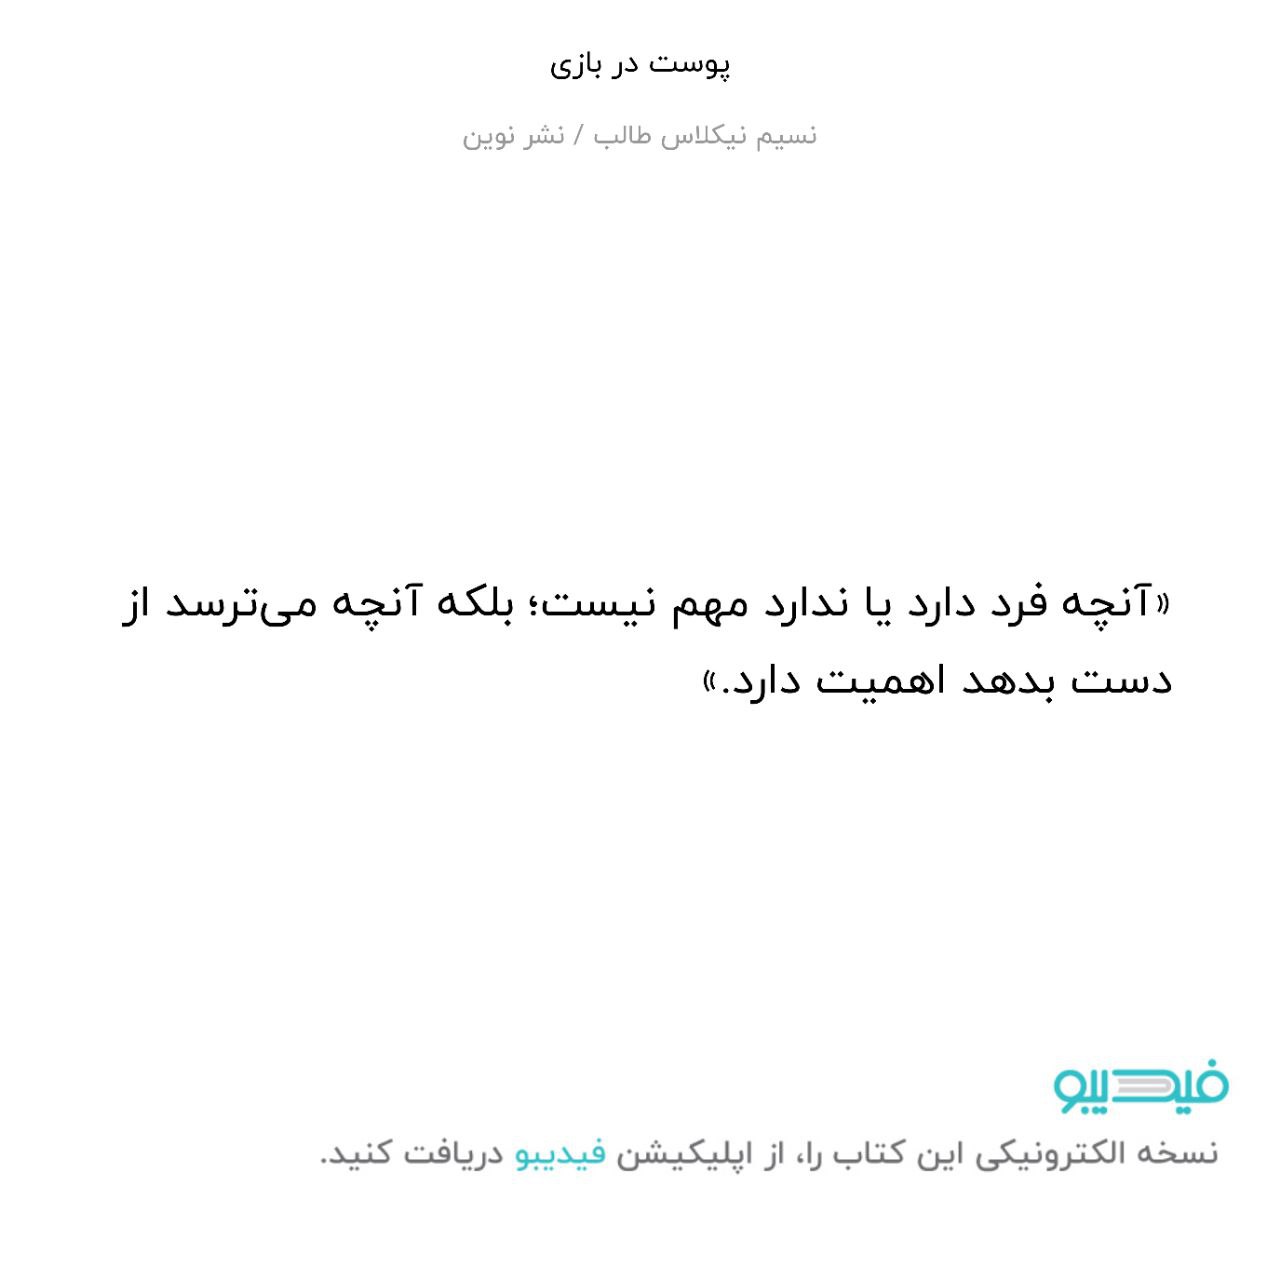 پوست در بازی
نسیم نیکلاس طالب / نشر نوین
«آنچه فرد دارد یا ندارد مهم نیست؛ بلکه آنچه می‌ترسد از
دست بدهد اهمیت دارد.»
فیدیبو
نسخه الکترونیکی این کتاب را، از اپلیکیشن فیدیبو دریافت کنید.